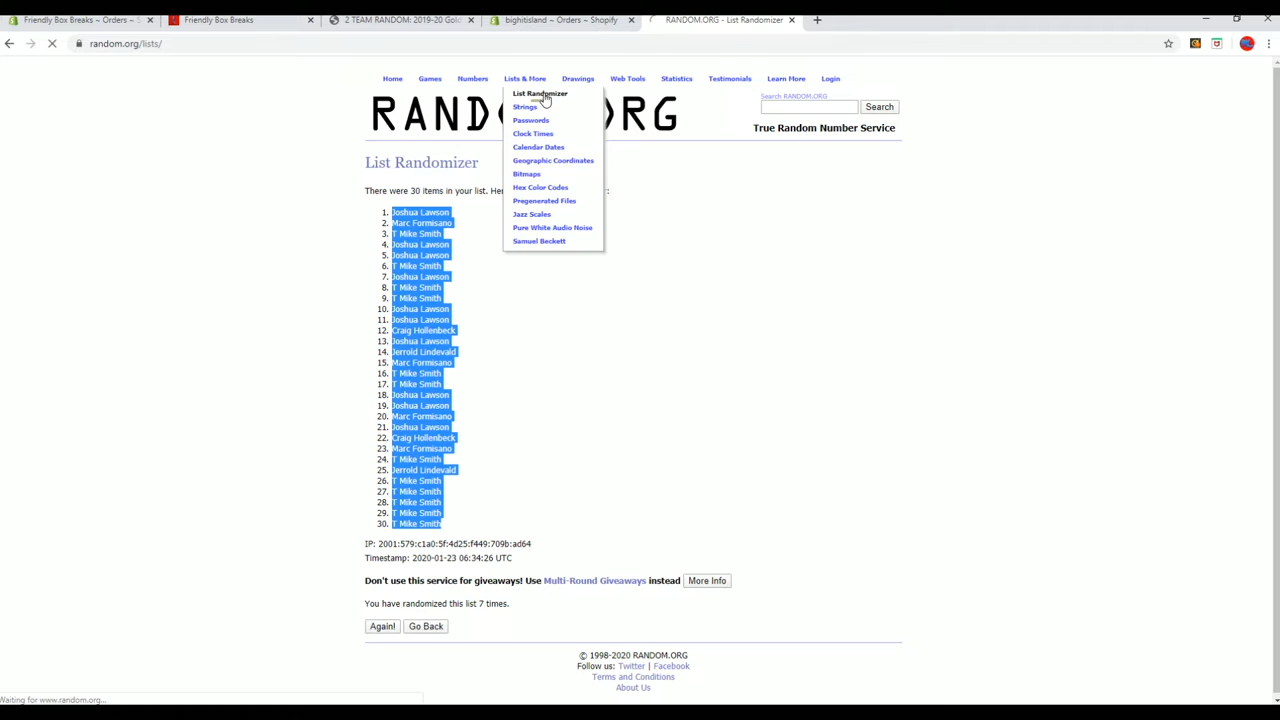 Friendly Box Breaks ~ Orders ~ S
Friendly Box Breaks
2 TEAM RANDOM: 2019-20 Gold
bighitisland ~ Orders ~ Shopify
RANDOM.ORG - List Randomizer
random.org/lists/
Home Games Numbers Lists & More Drawings Web Tools Statistics Testimonials Learn More Login
List Randomizer
Strings
Passwords
Clock Times
Calendar Dates
Geographic Coordinates
Bitmaps
Hex Color Codes
Pregenerated Files
Jazz Scales
Pure White Audio Noise
Samuel Beckett
Search RANDOM.ORG
Search
True Random Number Service
List Randomizer
There were 30 items in your list. Her
1. Joshua Lawson
2. Marc Formisano
3. T Mike Smith
4. Joshua Lawson
5. Joshua Lawson
6. T Mike Smith
7. Joshua Lawson
8. T Mike Smith
9. T Mike Smith
10. Joshua Lawson
11. Joshua Lawson
12. Craig Hollenbeck
13. Joshua Lawson
14. Jerrold Lindevald
15. Marc Formisano
16. T Mike Smith
17. T Mike Smith
18. Joshua Lawson
19. Joshua Lawson
20. Marc Formisano
21. Joshua Lawson
22. Craig Hollenbeck
23. Marc Formisano
24. T Mike Smith
25. Jerrold Lindevald
26. T Mike Smith
27. T Mike Smith
28. T Mike Smith
29. T Mike Smith
30. T Mike Smith
IP: 2001:579:c1a0:5f:4d25:f449:709b:ad64
Timestamp: 2020-01-23 06:34:26 UTC
Don't use this service for giveaways! Use Multi-Round Giveaways instead More Info
You have randomized this list 7 times.
Again! Go Back
© 1998-2020 RANDOM.ORG
Follow us: Twitter | Facebook
Terms and Conditions
About Us
Waiting for www.random.org...